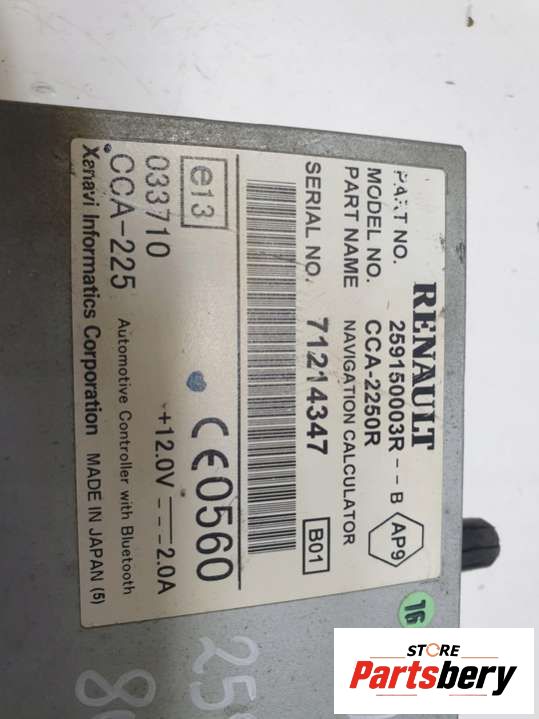 RENAULT
PART NO. 259150003R--B AP9
MODEL NO. CCA-2250R
PART NAME NAVIGATION CALCULATOR
SERIAL NO. 71214347 B01
e13 CE0560
033710 +12.0V 2.0A
CCA-225 Automotive Controller with Bluetooth
Xanavi Informatics Corporation MADE IN JAPAN (5)
STORE
Partsbery